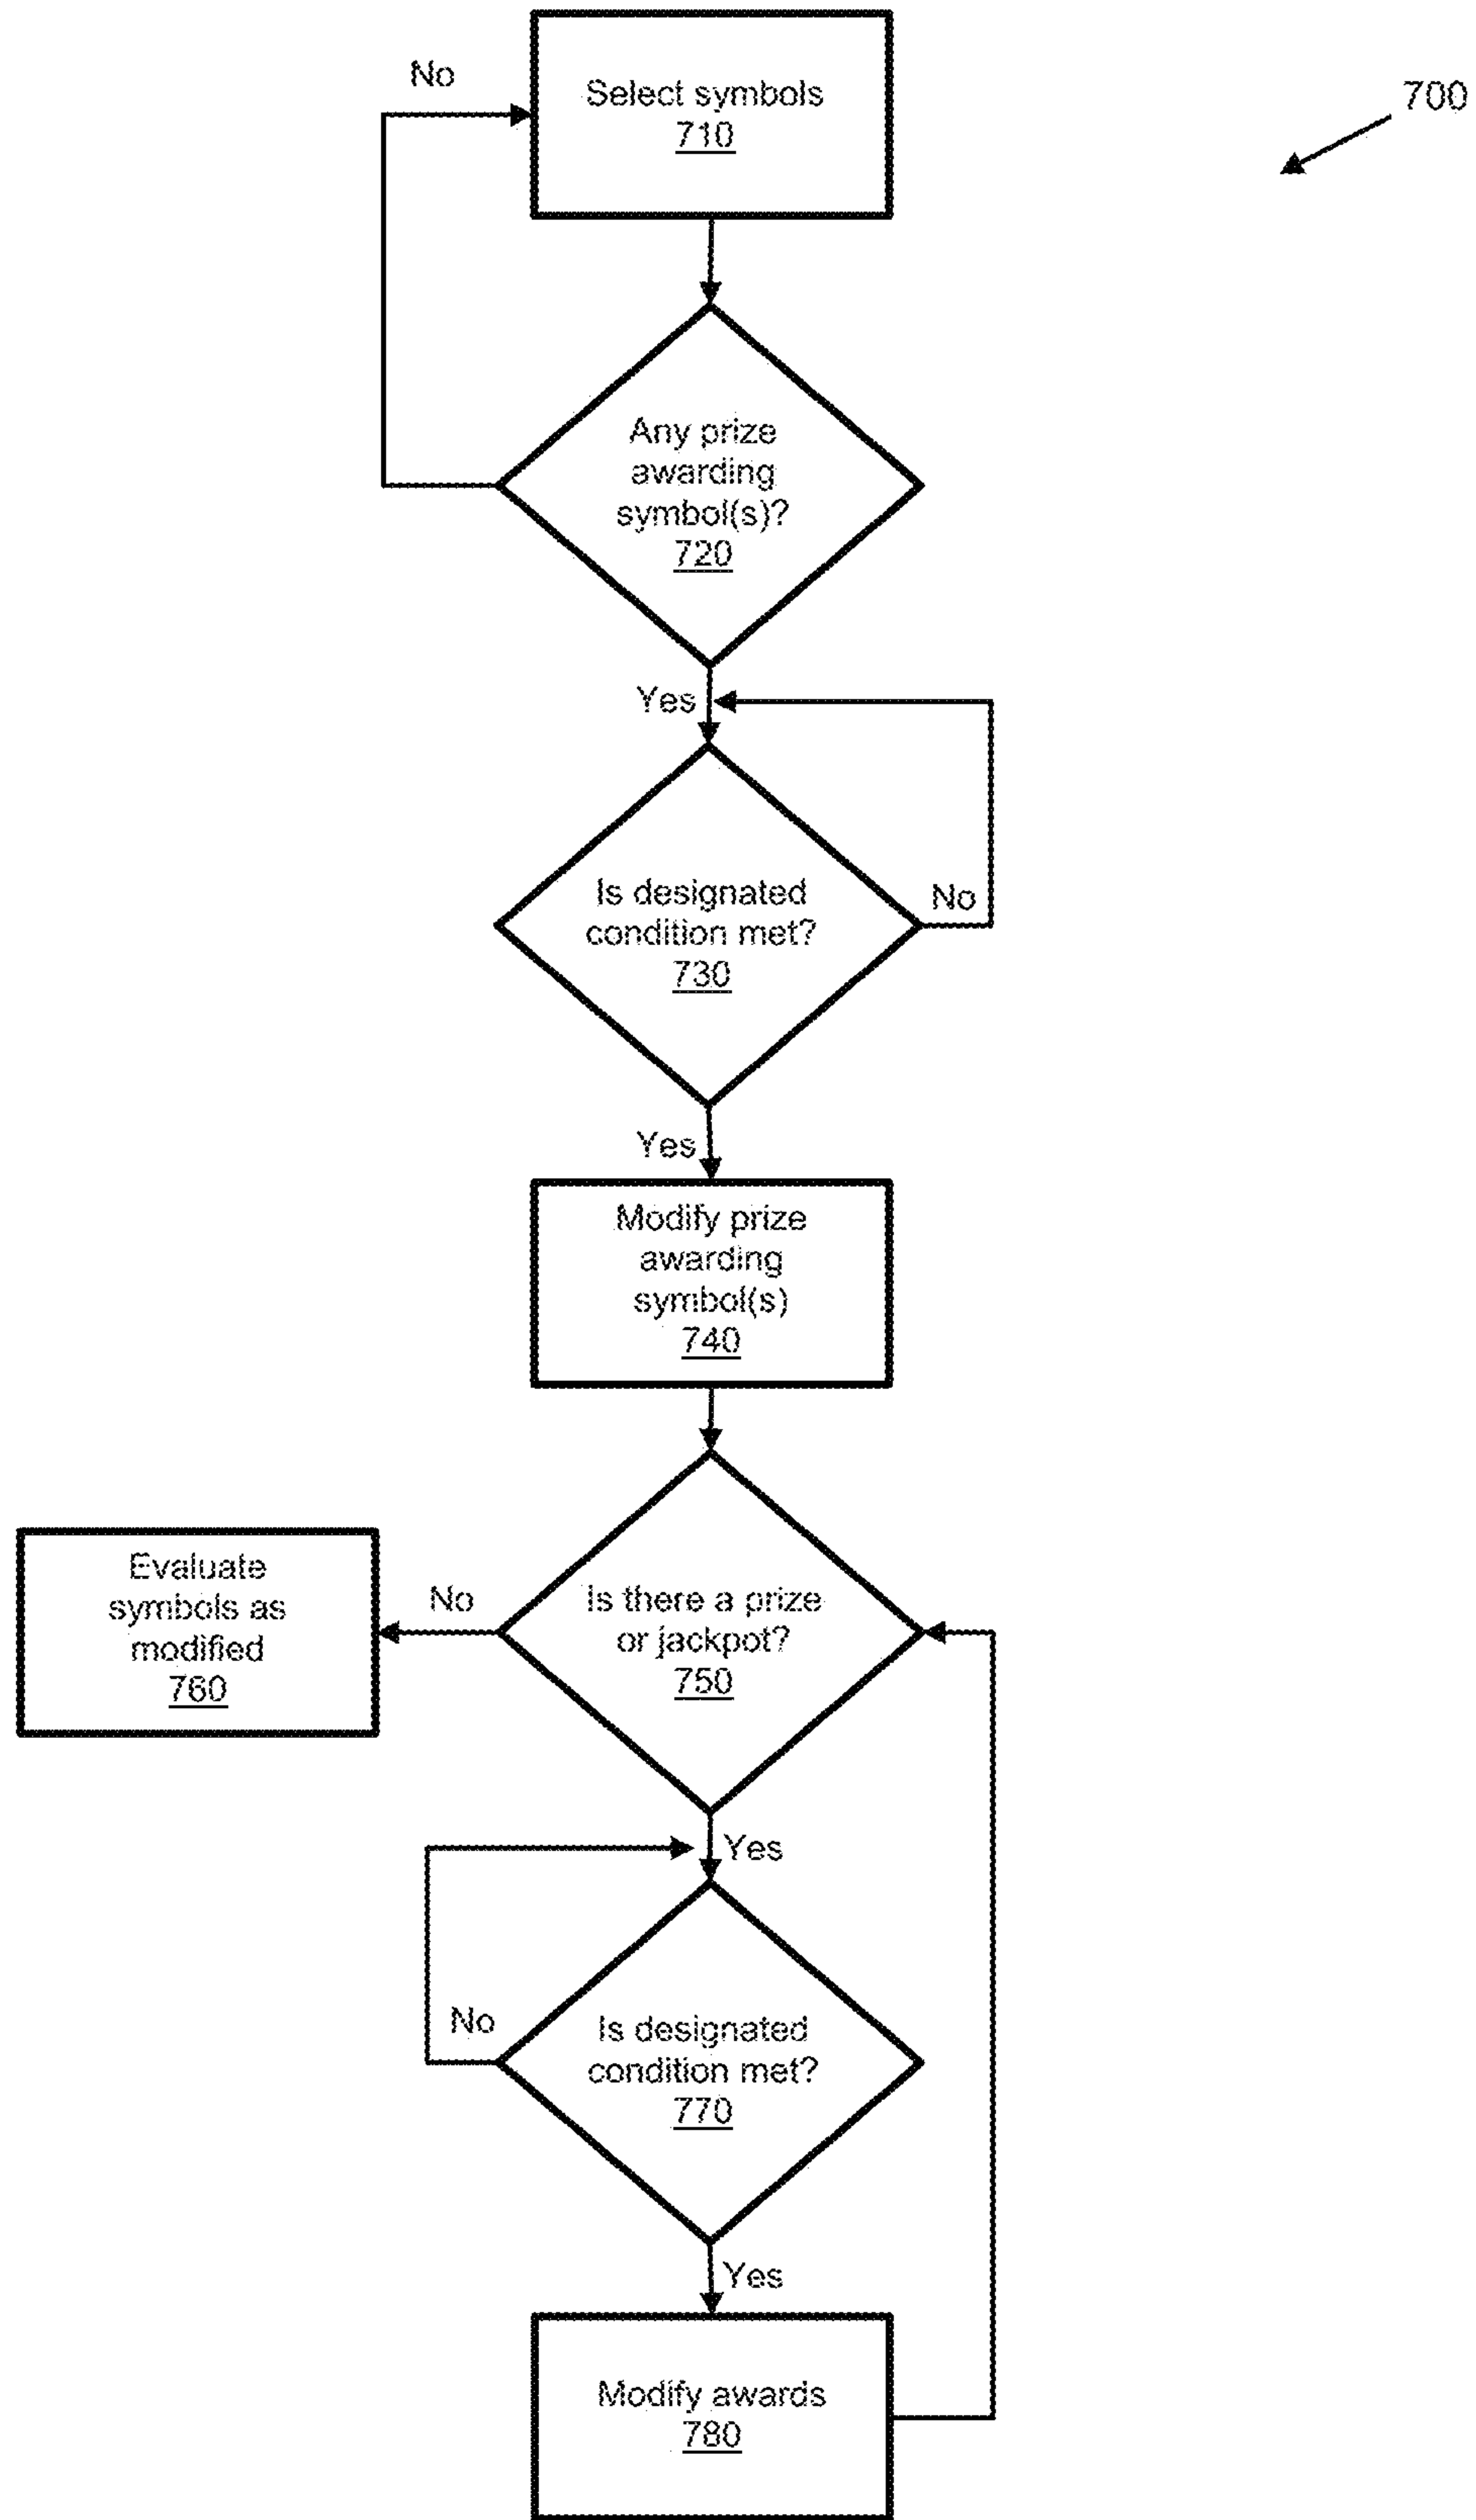 No
Select symbols
710
700
Any prize
awarding
symbol(s)?
720
Yes
Is designated
condition met?
730
No
Yes
Modify prize
awarding
symbol(s)
740
Evaluate
symbols as
modified
760
No
Is there a prize
or jackpot?
750
Yes
No
Is designated
condition met?
770
Yes
Modify awards
780